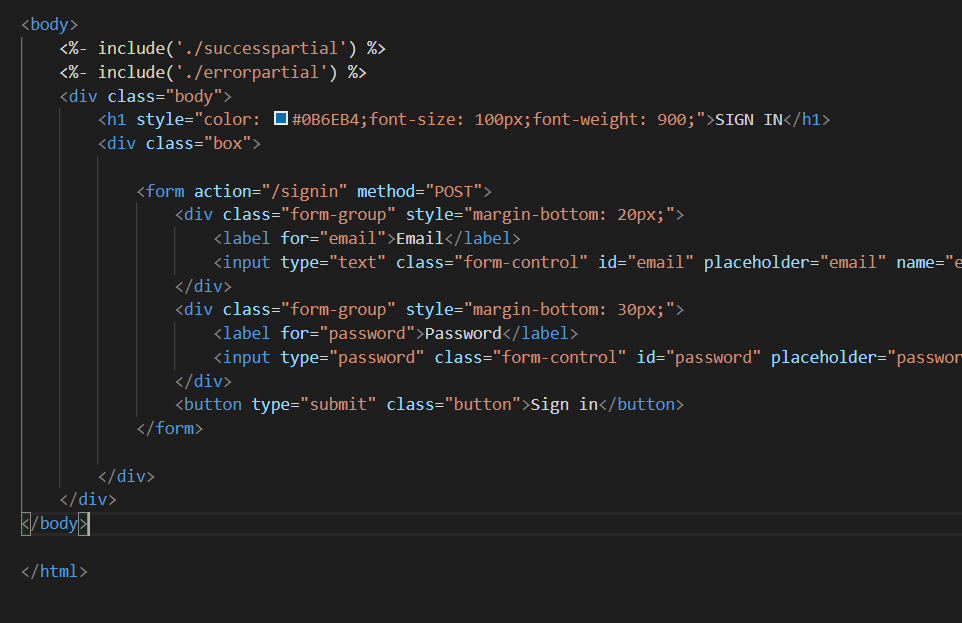 <body>
<%- include('./successpartial') %>
<%- include('./errorpartial') %>
<div class="body">
<h1 style="color: #0B6EB4;font-size: 100px;font-weight: 900;">SIGN IN</h1>
<div class="box">
<form action="/signin" method="POST">
<div class="form-group" style="margin-bottom: 20px;">
<label for="email">Email</label>
<input type="text" class="form-control" id="email" placeholder="email" name="e
</div>
<div class="form-group" style="margin-bottom: 30px;">
<label for="password">Password</label>
<input type="password" class="form-control" id="password" placeholder="passwor
</div>
<button type="submit" class="button">Sign in</button>
</form>
</div>
</div>
</body>
</html>